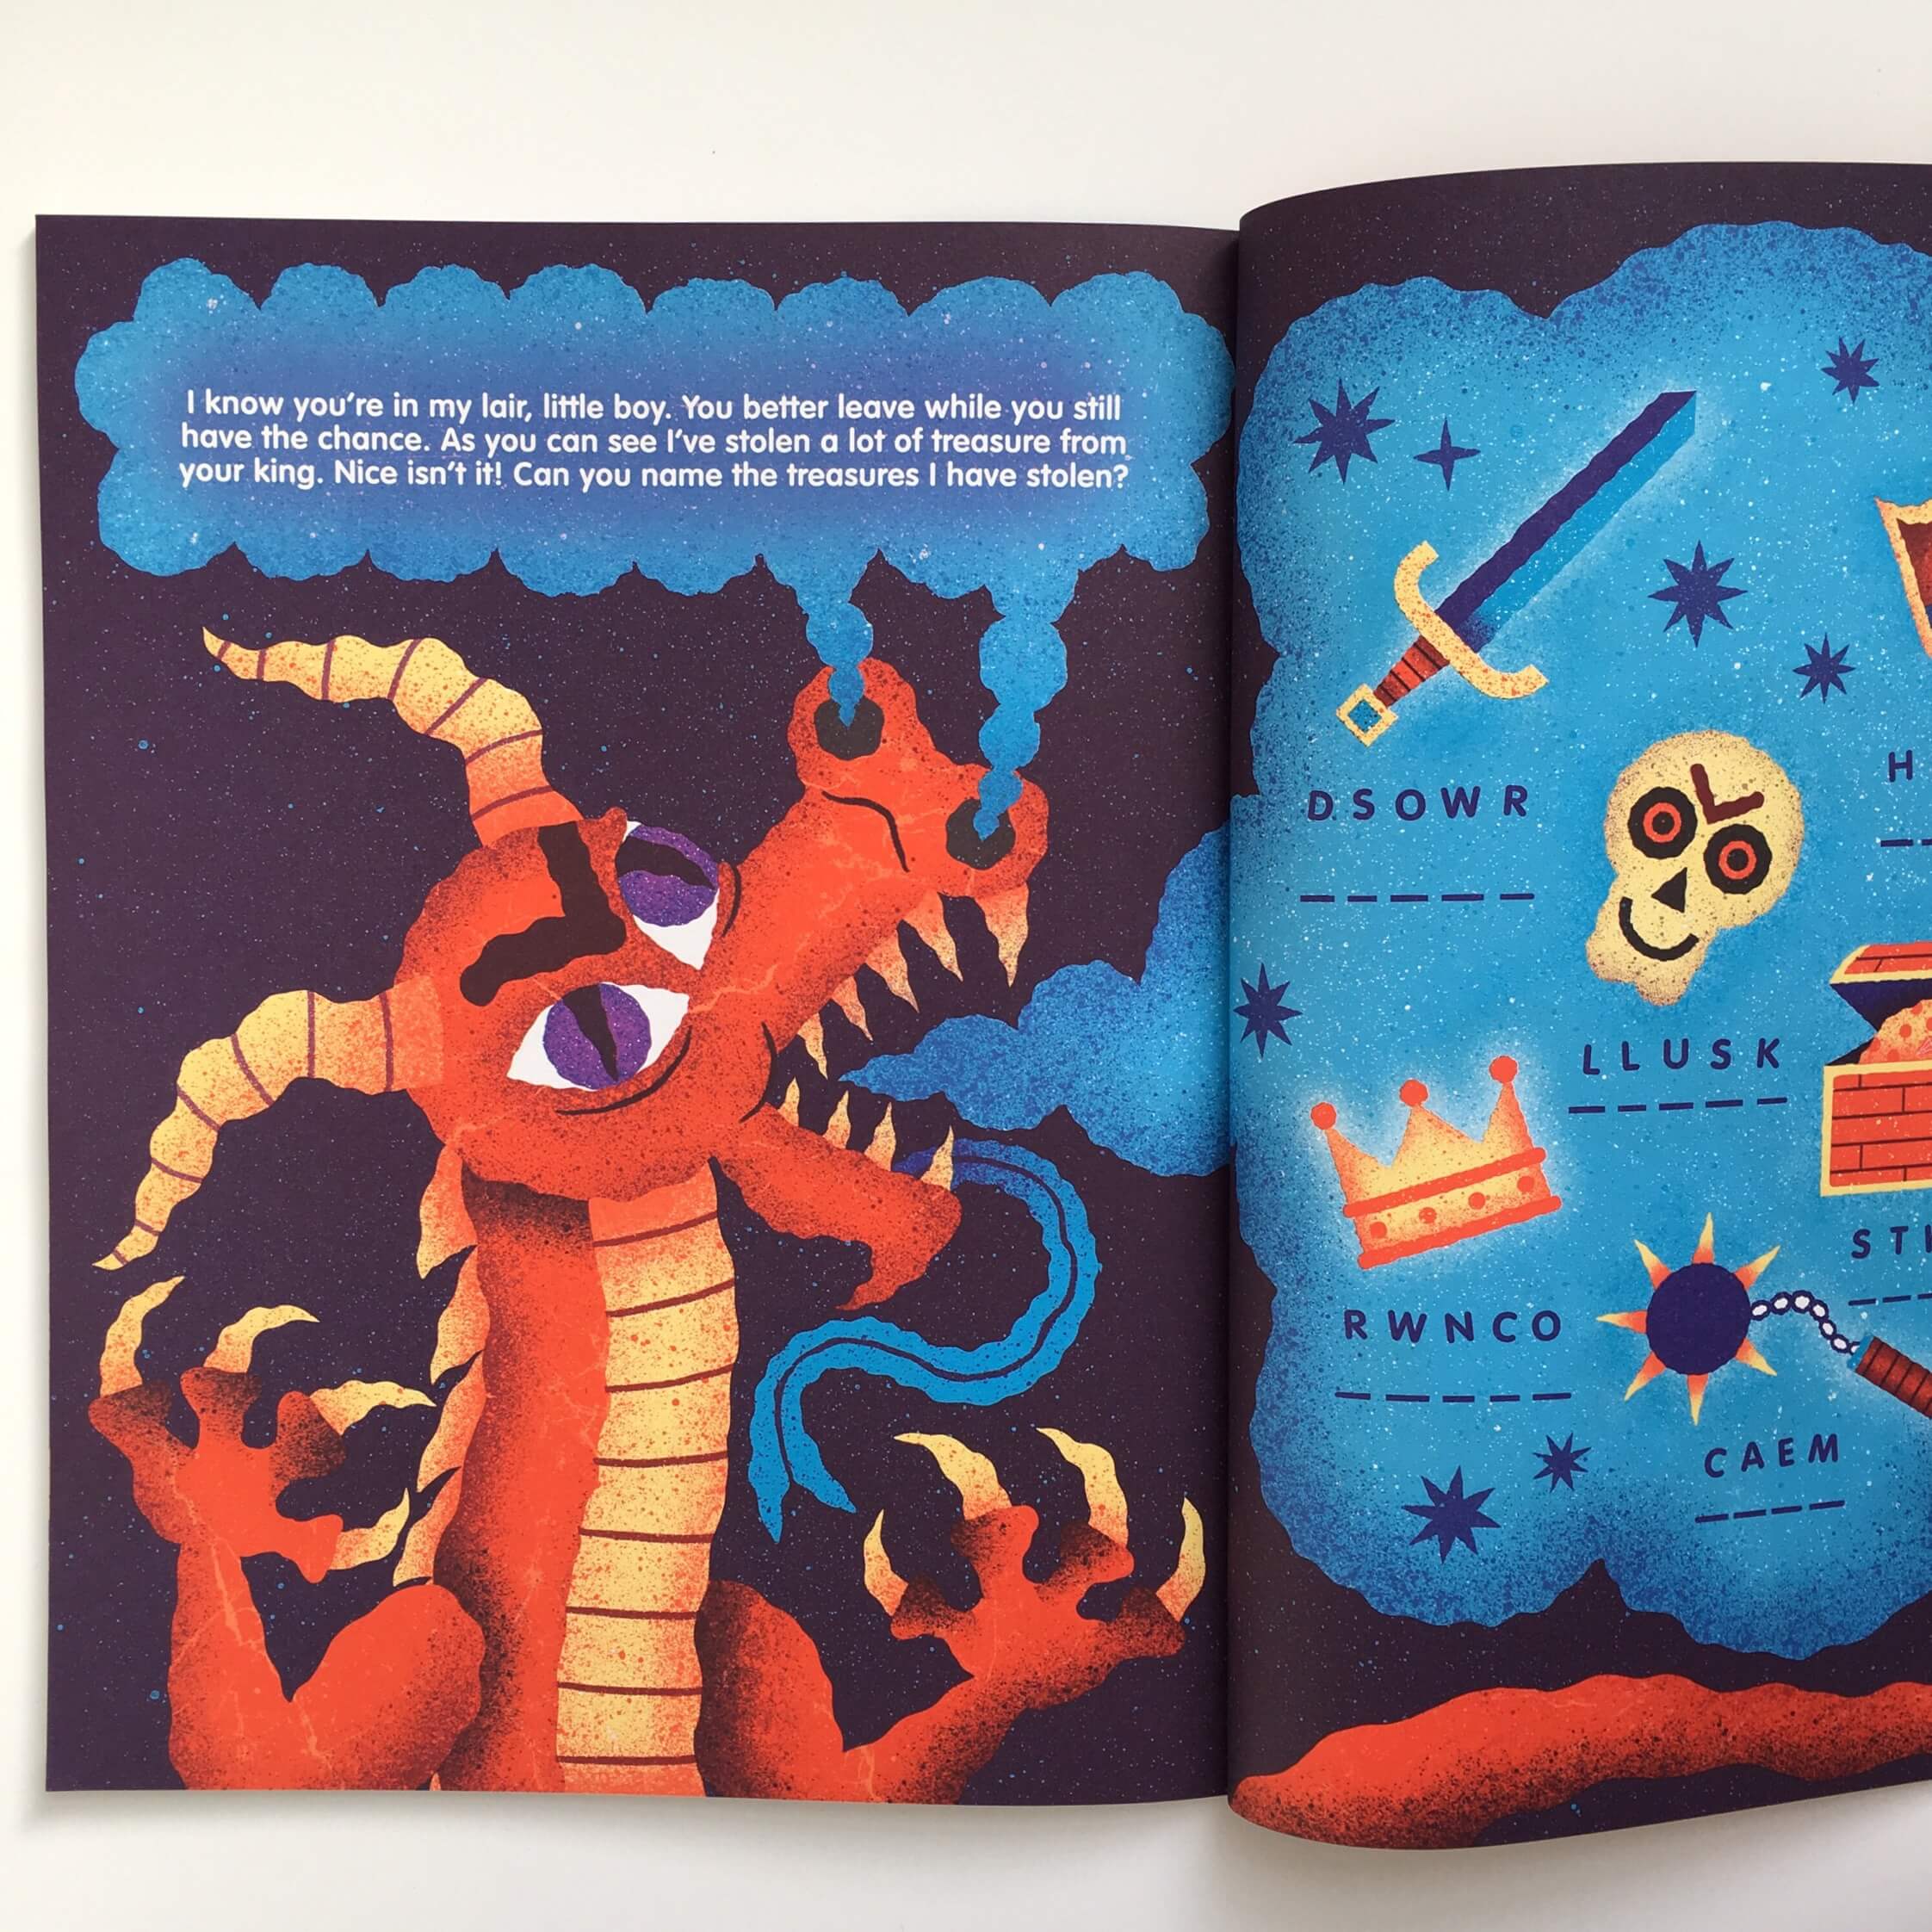 I know you're in my lair, little boy. You better leave while you still
have the chance. As you can see I've stolen a lot of treasure from
your king. Nice isn't it! Can you name the treasures I have stolen?
DSOWR
H
LLUSK
ST
RWNCO
CAEM